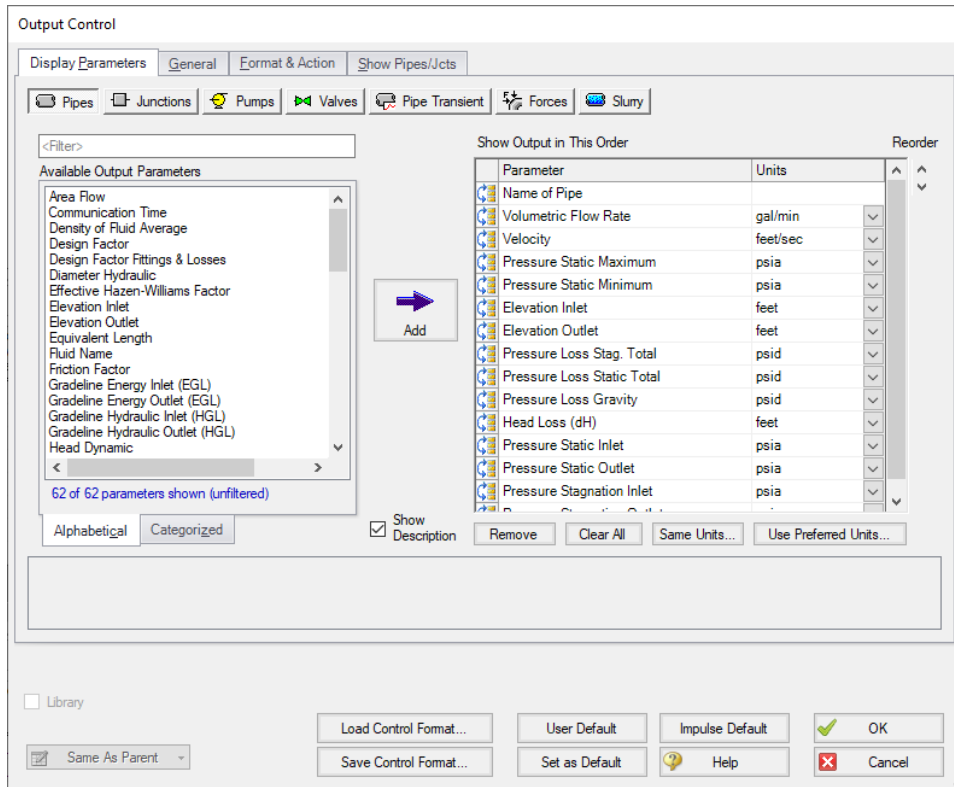 Output Control
Display Parameters General Format & Action Show Pipes/Jcts
Pipes Junctions Pumps Valves Pipe Transient Forces Slurry
<Filter>
Available Output Parameters
Area Flow
Communication Time
Density of Fluid Average
Design Factor
Design Factor Fittings & Losses
Diameter Hydraulic
Effective Hazen-Williams Factor
Elevation Inlet
Elevation Outlet
Equivalent Length
Fluid Name
Friction Factor
Gradeline Energy Inlet (EGL)
Gradeline Energy Outlet (EGL)
Gradeline Hydraulic Inlet (HGL)
Gradeline Hydraulic Outlet (HGL)
Head Dynamic
62 of 62 parameters shown (unfiltered)
Alphabetical Categorized
Add
Show
Description
Show Output in This Order Reorder
Parameter Units
Name of Pipe
Volumetric Flow Rate gal/min
Velocity feet/sec
Pressure Static Maximum psia
Pressure Static Minimum psia
Elevation Inlet feet
Elevation Outlet feet
Pressure Loss Stag. Total psid
Pressure Loss Static Total psid
Pressure Loss Gravity psid
Head Loss (dH) feet
Pressure Static Inlet psia
Pressure Static Outlet psia
Pressure Stagnation Inlet psia
Remove Clear All Same Units... Use Preferred Units...
Library
Same As Parent
Load Control Format... User Default Impulse Default OK
Save Control Format... Set as Default Help Cancel